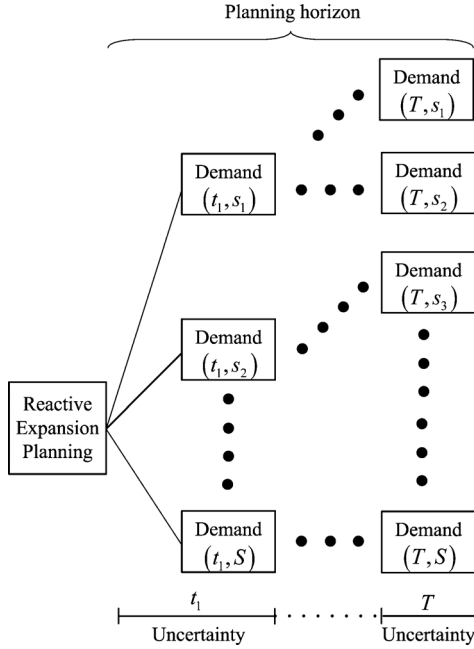 Planning horizon
Demand
(T, s₁)
Demand
(t₁, s₁)
Demand
(T, s₂)
Demand
(T, s₃)
Demand
(t₁, s₂)
Reactive
Expansion
Planning
Demand
(t₁, S)
Demand
(T, S)
t₁
T
Uncertainty
Uncertainty